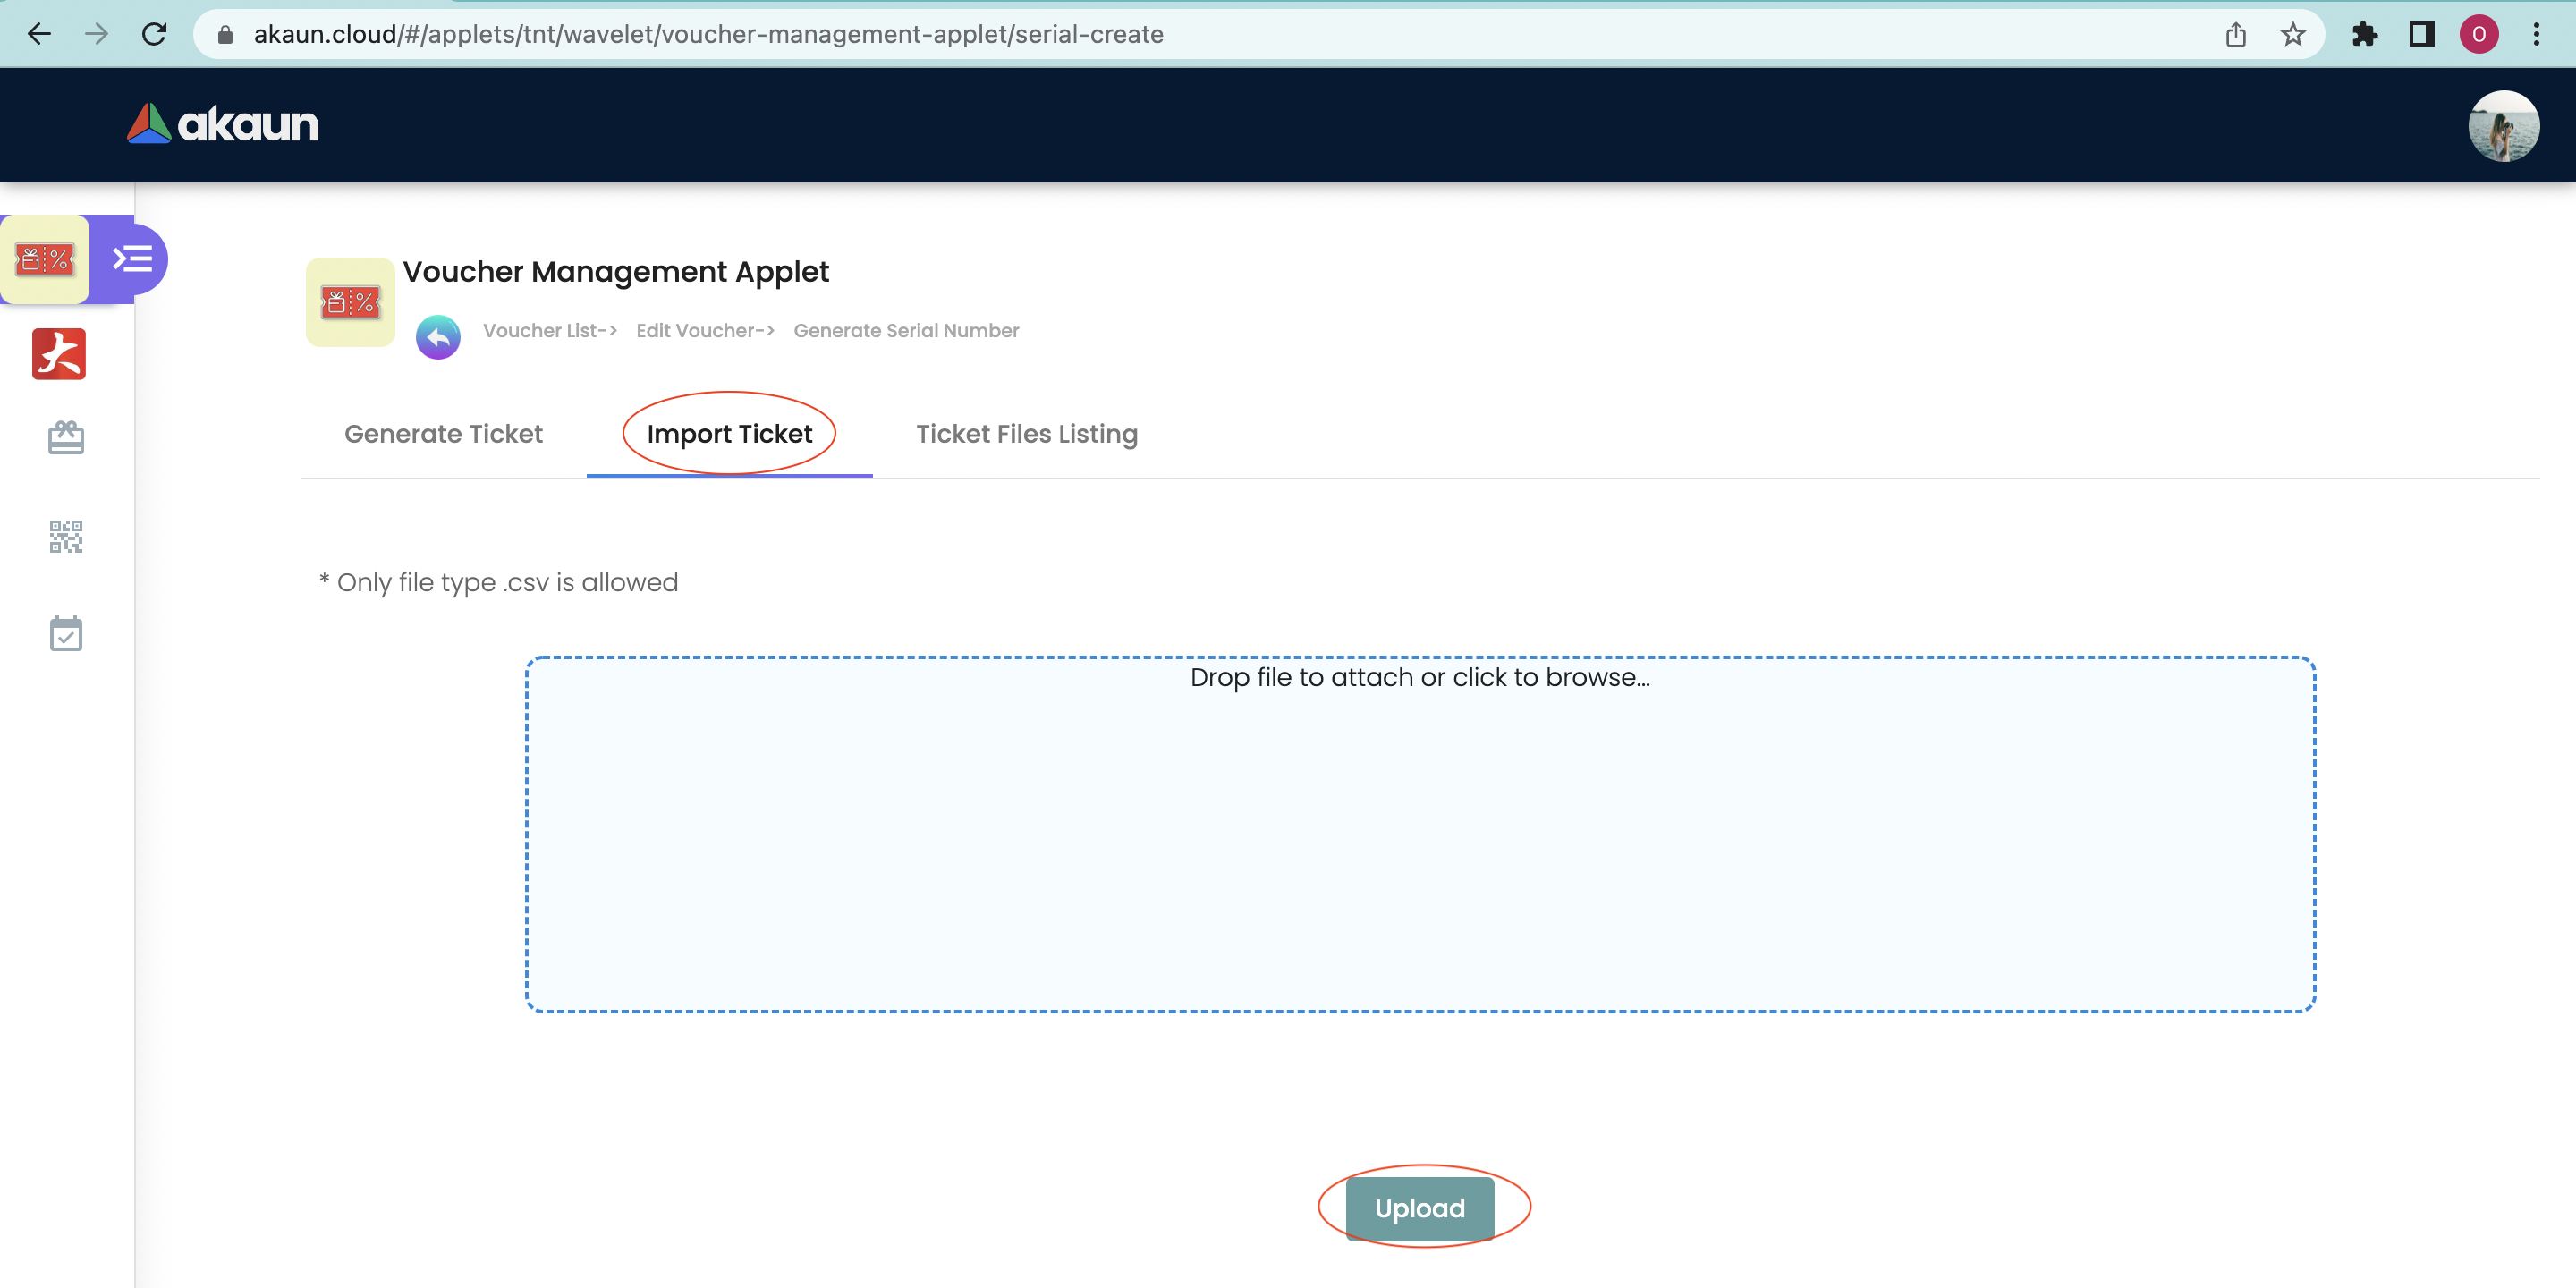 akaun.cloud/#/applets/tnt/wavelet/voucher-management-applet/serial-create
O
akaun
Voucher Management Applet
Voucher List-> Edit Voucher-> Generate Serial Number
Generate Ticket Import Ticket Ticket Files Listing
* Only file type .csv is allowed
Drop file to attach or click to browse...
Upload